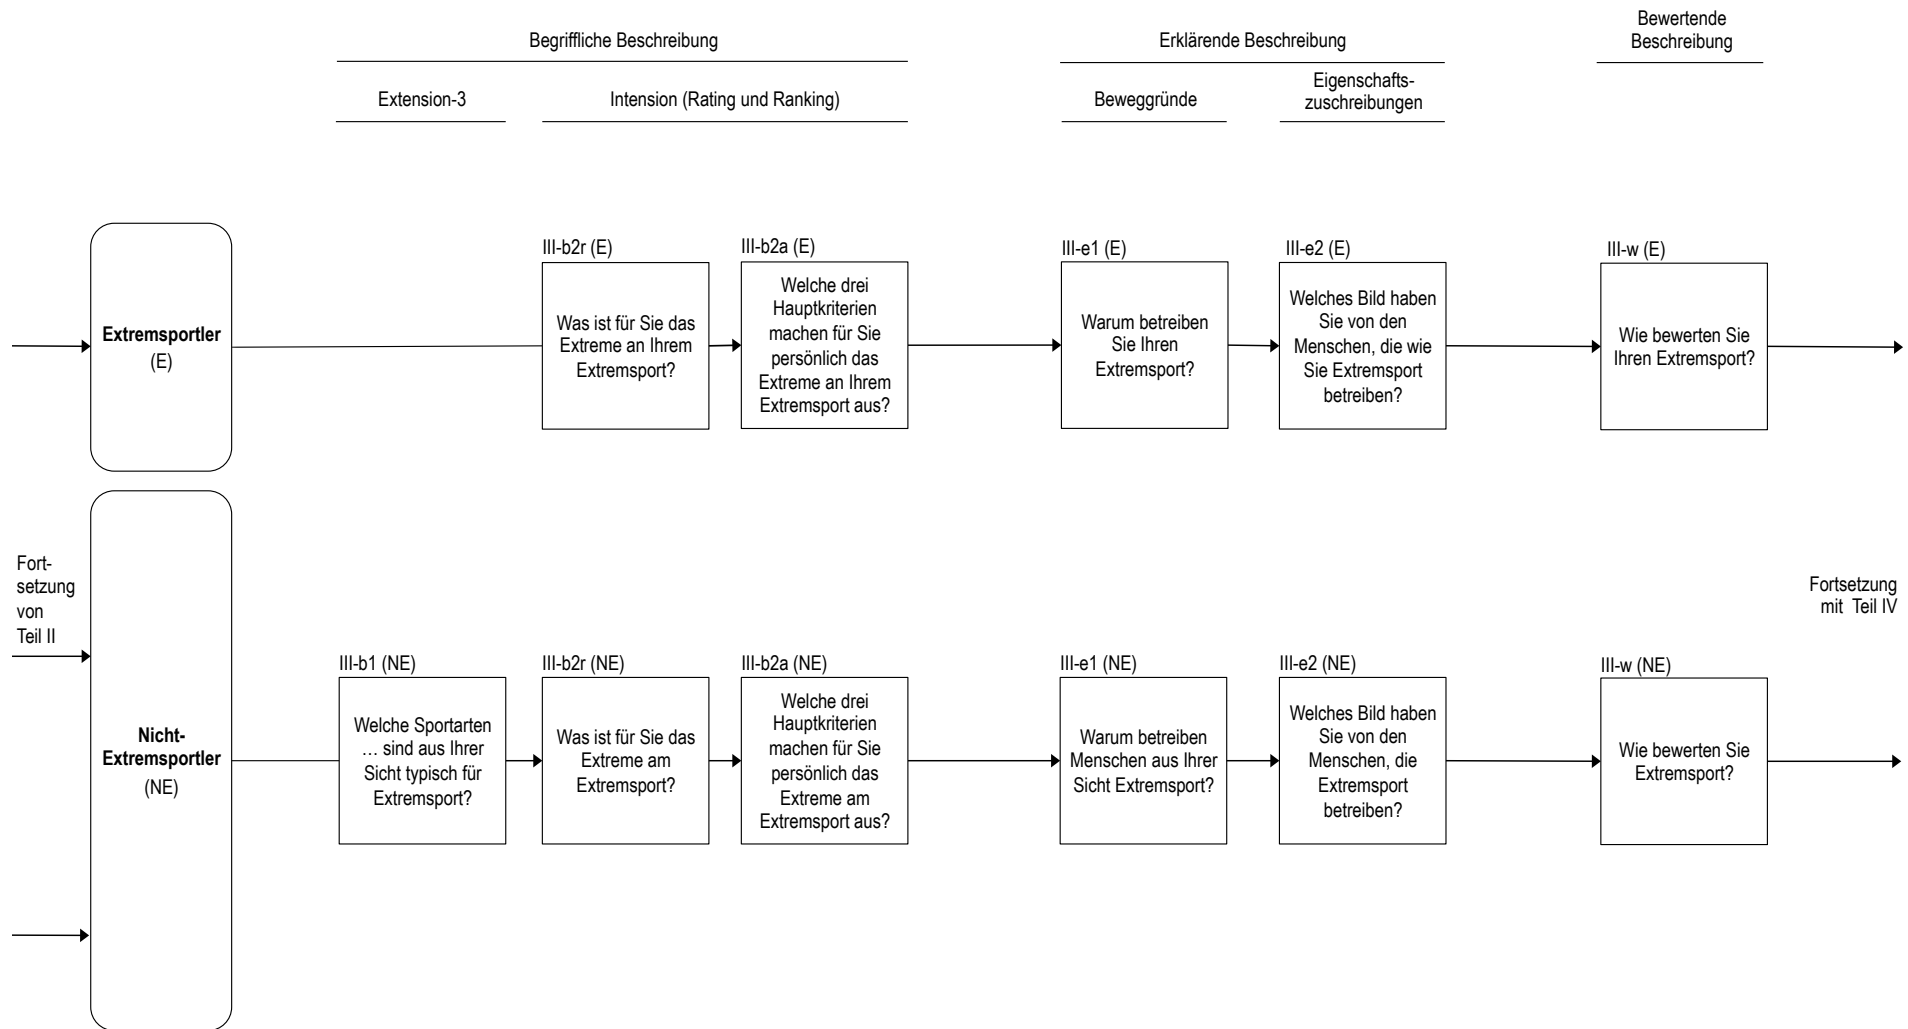 Begriffliche Beschreibung
Erklärende Beschreibung
Bewertende
Beschreibung
Extension-3
Intension (Rating und Ranking)
Beweggründe
Eigenschafts-
zuschreibungen
Extremsportler
(E)
III-b2r (E)
Was ist für Sie das
Extreme an Ihrem
Extremsport?
III-b2a (E)
Welche drei
Hauptkriterien
machen für Sie
persönlich das
Extreme an Ihrem
Extremsport aus?
III-e1 (E)
Warum betreiben
Sie Ihren
Extremsport?
III-e2 (E)
Welches Bild haben
Sie von den
Menschen, die wie
Sie Extremsport
betreiben?
III-w (E)
Wie bewerten Sie
Ihren Extremsport?
Fort-
setzung
von
Teil II
Nicht-
Extremsportler
(NE)
III-b1 (NE)
Welche Sportarten
… sind aus Ihrer
Sicht typisch für
Extremsport?
III-b2r (NE)
Was ist für Sie das
Extreme am
Extremsport?
III-b2a (NE)
Welche drei
Hauptkriterien
machen für Sie
persönlich das
Extreme am
Extremsport aus?
III-e1 (NE)
Warum betreiben
Menschen aus Ihrer
Sicht Extremsport?
III-e2 (NE)
Welches Bild haben
Sie von den
Menschen, die
Extremsport
betreiben?
III-w (NE)
Wie bewerten Sie
Extremsport?
Fortsetzung
mit Teil IV